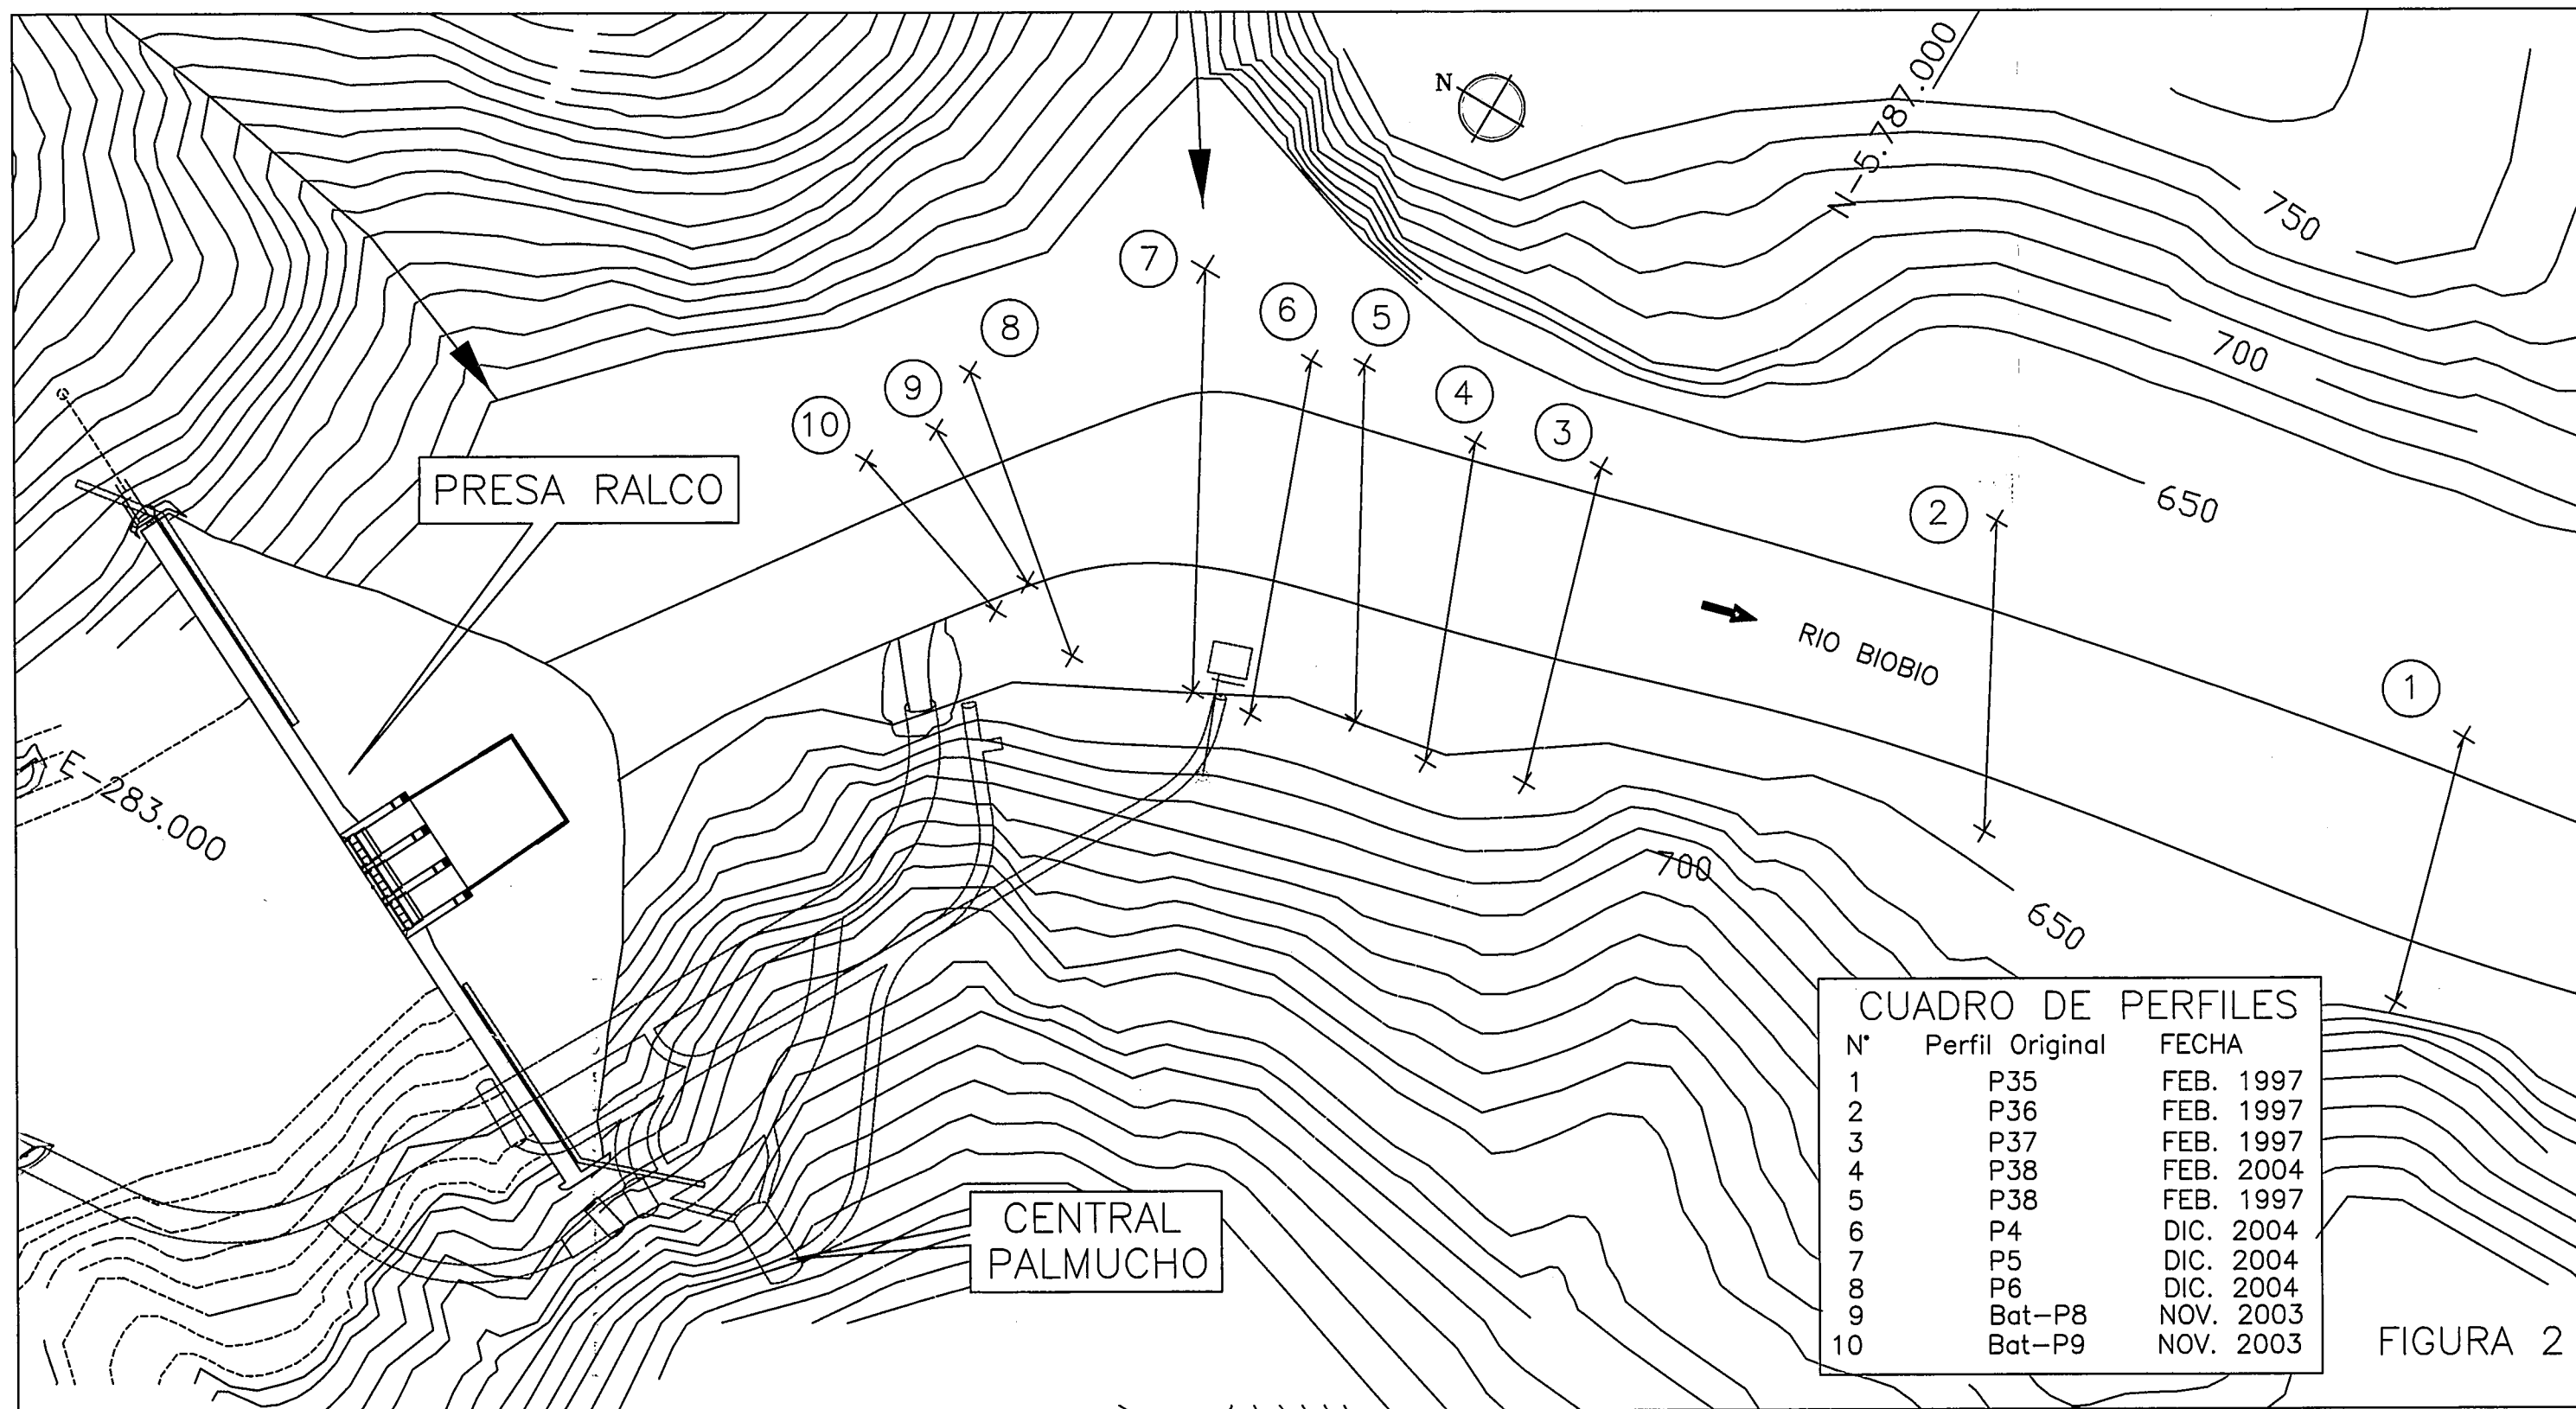 N
N-5.787.000
750
7
6
5
8
700
9
4
10
3
PRESA RALCO
2
650
RIO BIOBIO
1
E-283.000
700
650
CUADRO DE PERFILES
N° Perfil Original FECHA
1 P35 FEB. 1997
2 P36 FEB. 1997
3 P37 FEB. 1997
4 P38 FEB. 2004
5 P38 FEB. 1997
6 P4 DIC. 2004
7 P5 DIC. 2004
8 P6 DIC. 2004
9 Bat-P8 NOV. 2003
10 Bat-P9 NOV. 2003
CENTRAL
PALMUCHO
FIGURA 2